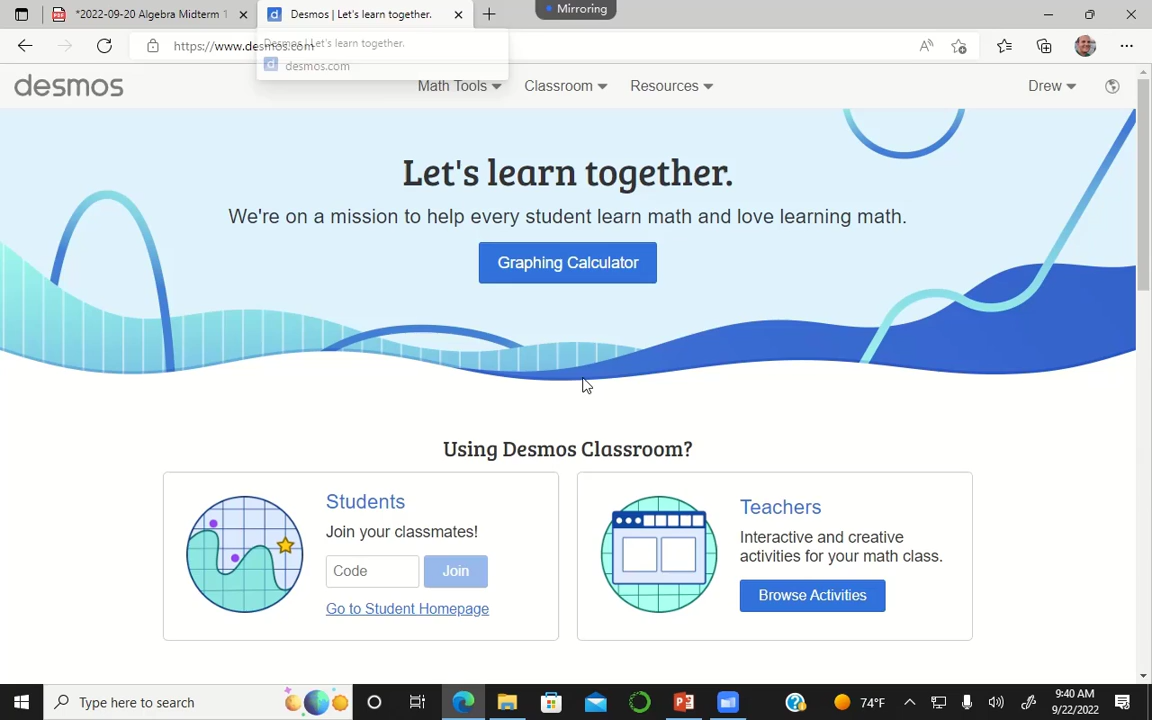 *2022-09-20 Algebra Midterm 1
Desmos | Let's learn together.
Mirroring
https://www.desmos.com
Desmos | Let's learn together.
desmos.com
desmos
Math Tools
Classroom
Resources
Drew
Let's learn together.
We're on a mission to help every student learn math and love learning math.
Graphing Calculator
Using Desmos Classroom?
Students
Join your classmates!
Code
Join
Go to Student Homepage
Teachers
Interactive and creative
activities for your math class.
Browse Activities
Type here to search
74°F
9:40 AM
9/22/2022